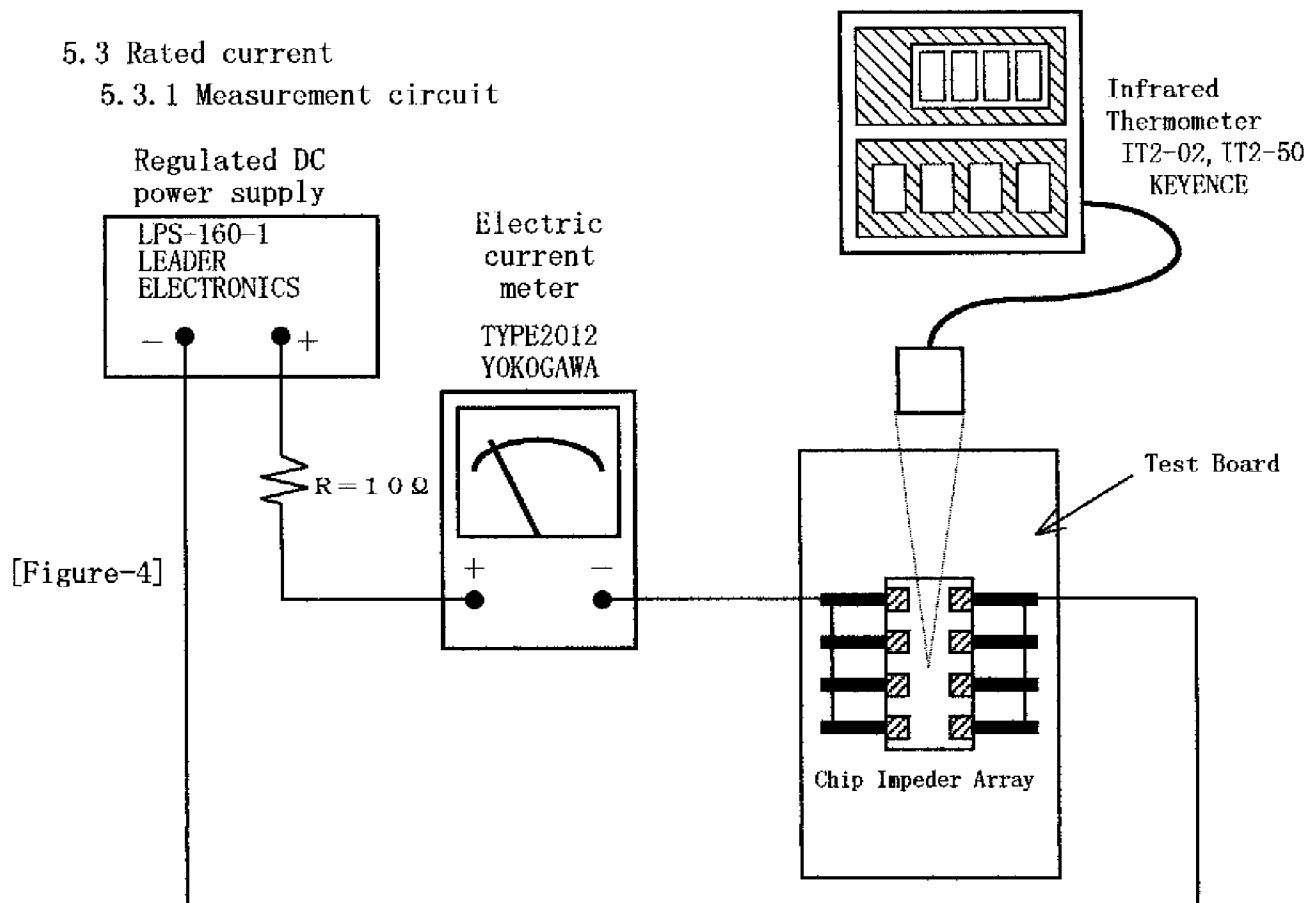 5.3 Rated current
5.3.1 Measurement circuit
Regulated DC
power supply
LPS-160-1
LEADER
ELECTRONICS
− +
Electric
current
meter
TYPE2012
YOKOGAWA
+ −
R=10Ω
[Figure-4]
Infrared
Thermometer
IT2-02, IT2-50
KEYENCE
Test Board
Chip Impeder Array